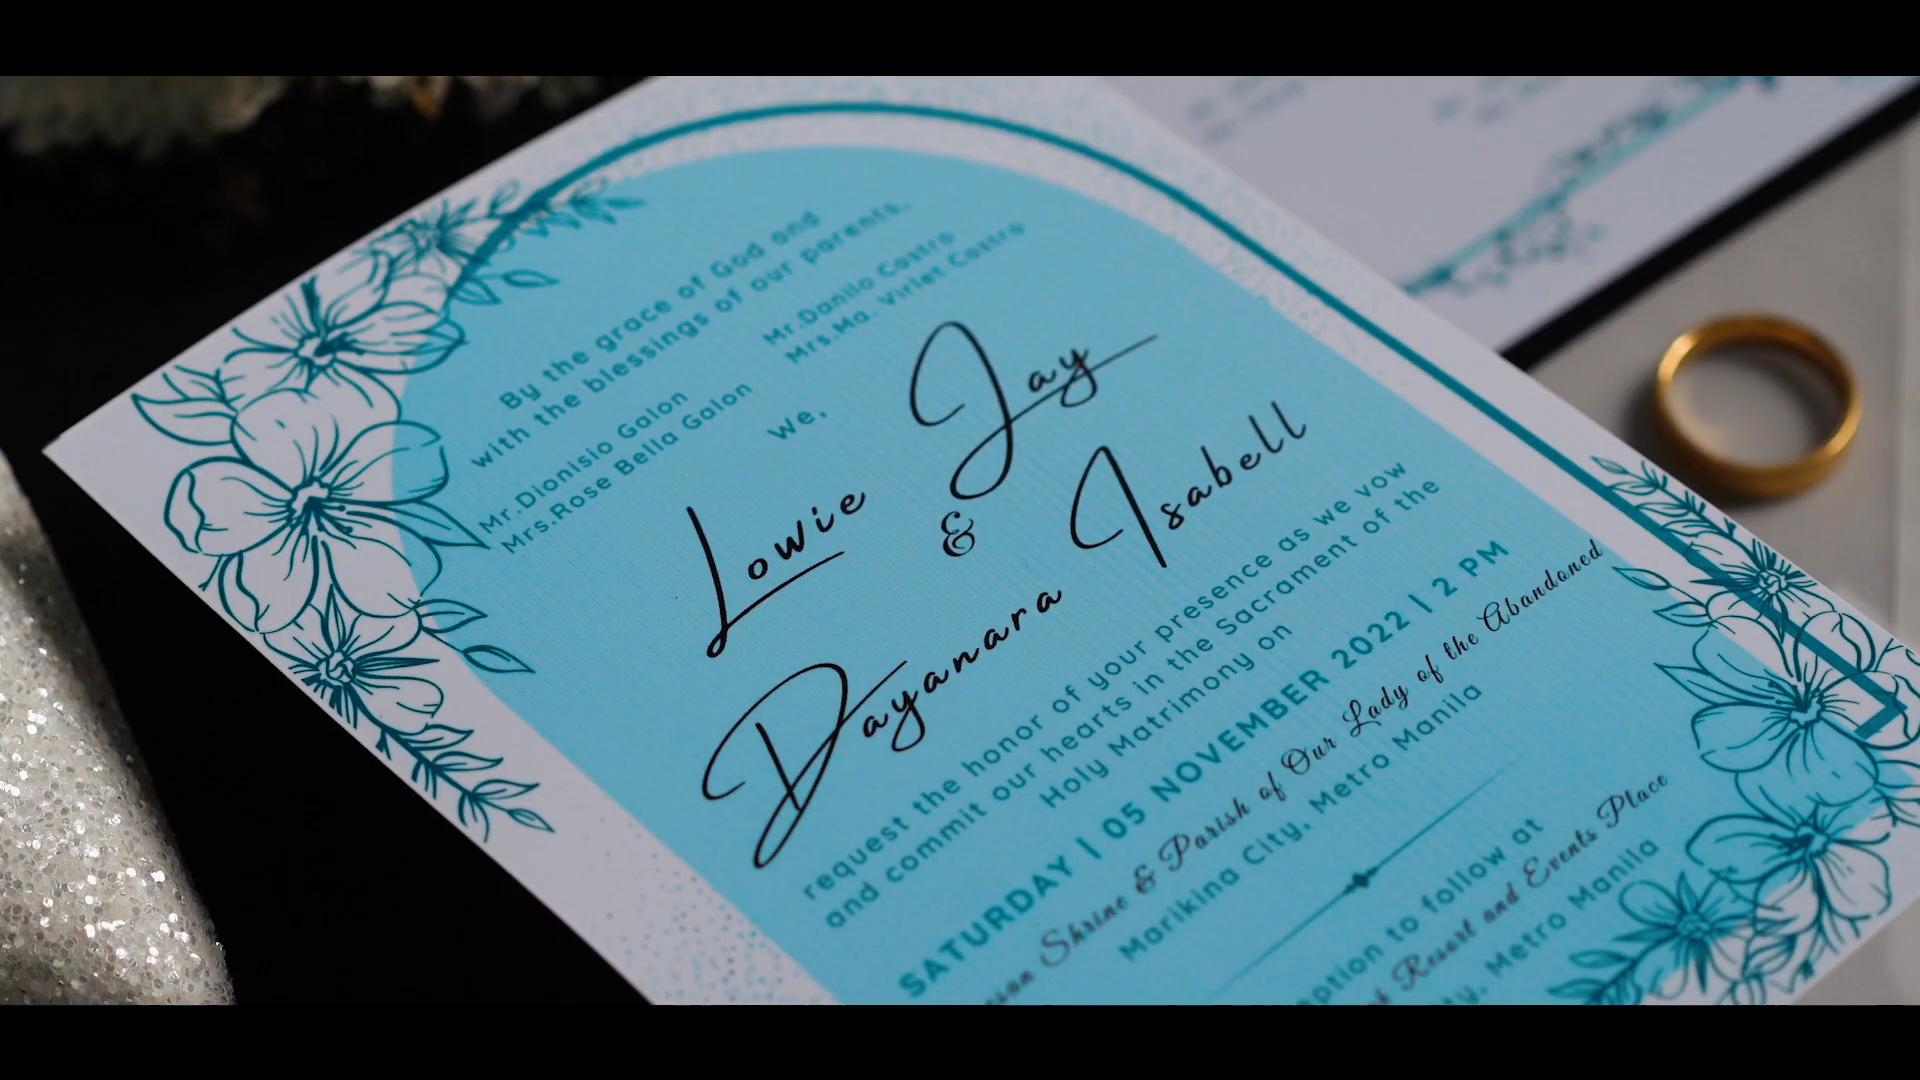 By the grace of God and
with the blessings of our parents,
Mr.Dionisio Galon
Mrs.Rose Bella Galon
Mr.Danilo Castro
Mrs.Ma. Virlet Castro
We,
Lowie Jay
&
Dayanara Isabell
request the honor of your presence as we vow
and commit our hearts in the Sacrament of the
Holy Matrimony on
SATURDAY | 05 NOVEMBER 2022 | 2 PM
Shrine & Parish of Our Lady of the Abandoned
Marikina City, Metro Manila
to follow at
Resort and Events Place
Metro Manila